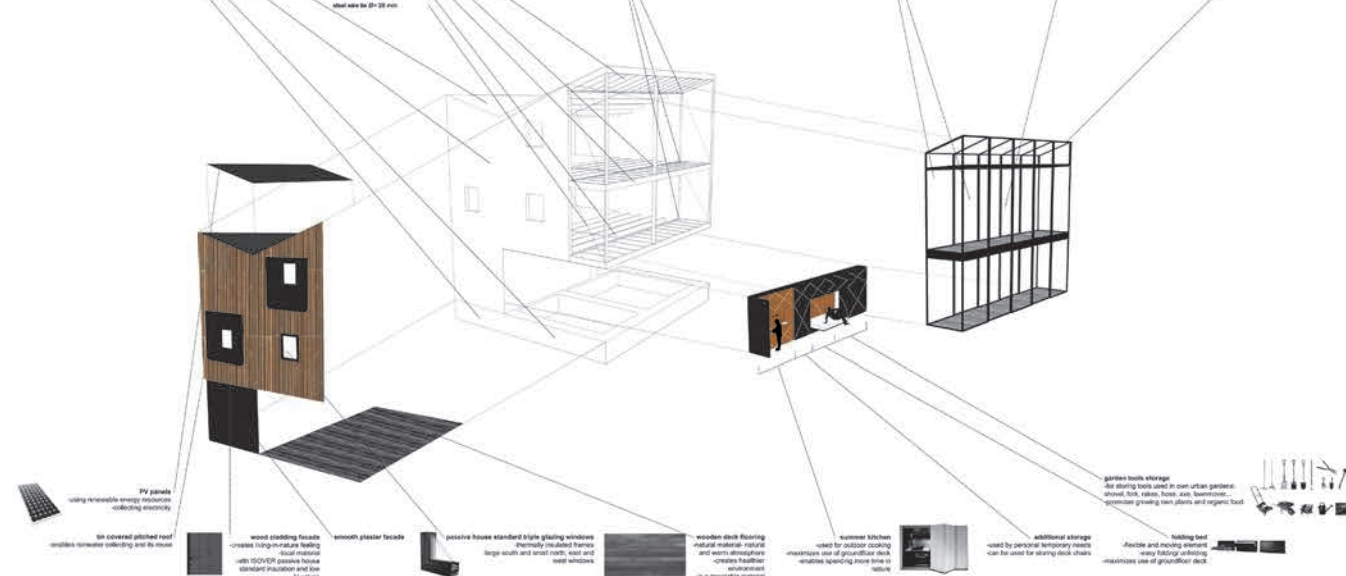 steel wire tie Ø= 28 mm
PV panels
-using renewable energy resources
-collecting electricity
tin covered pitched roof
-enables rainwater collecting and its reuse
wood cladding facade
-creates living-in-nature feeling
-local material
-with ISOVER passive house
standard insulation and low
smooth plaster facade
passive house standard triple glazing windows
-thermally insulated frames
-large south and small north, east and
west windows
wooden deck flooring
-natural material- natural
and warm atmosphere
-creates healthier
environment
summer kitchen
-used for outdoor cooking
-maximizes use of groundfloor deck
-enables spending more time in
nature
additional storage
-used by personal temporary needs
-can be used for storing deck chairs
garden tools storage
-for storing tools used in own urban gardens:
shovel, fork, rakes, hose, axe, lawnmover...
-promotes growing own plants and organic food
folding bed
-flexible and moving element
-easy folding/ unfolding
-maximizes use of groundfloor deck